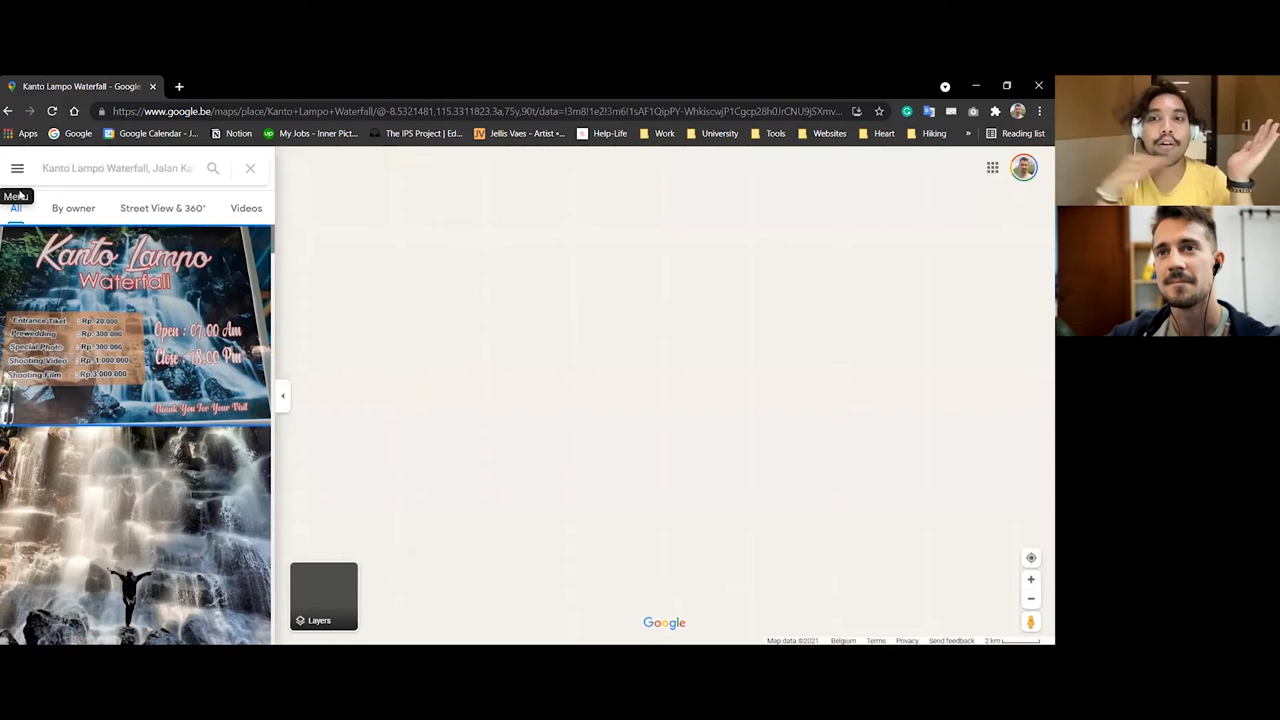 Kanto Lampo Waterfall - Google
https://www.google.be/maps/place/Kanto+Lampo+Waterfall/@-8.5321481,115.3311823,3a,75y,90t/data=!3m8!1e2!3m6!1sAF1QipPY-WhkiscwjP1Cgcp28h0JrCNU9jSXmv...
Apps Google Google Calendar - J... Notion My Jobs - Inner Pict... The IPS Project | Ed... Jellis Vaes - Artist •... Help-Life Work University Tools Websites Heart Hiking » Reading list
Kanto Lampo Waterfall, Jalan Ka
Menu
All By owner Street View & 360° Videos
Kanto Lampo
Waterfall
Entrance Tiket : Rp. 20.000
Prewedding : Rp. 300.000
Special Photo : Rp. 300.000
Shooting Video : Rp. 1.000.000
Shooting Film : Rp 3.000.000
Open : 07.00 Am
Close : 18.00 Pm
Thank You For Your Visit
Layers
Google
Map data ©2021 Belgium Terms Privacy Send feedback 2 km